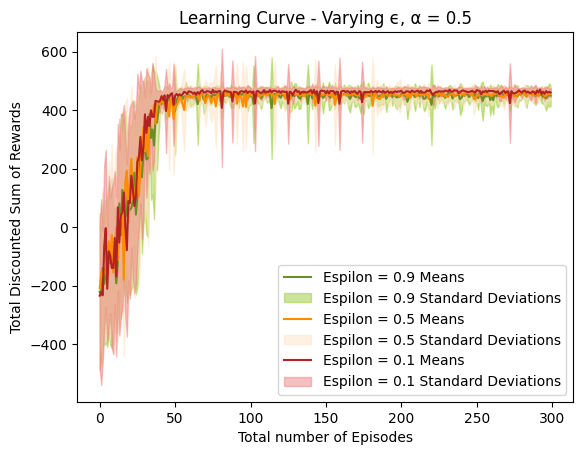 Learning Curve - Varying ϵ, α = 0.5
Total Discounted Sum of Rewards
600
400
200
0
−200
−400
Espilon = 0.9 Means
Espilon = 0.9 Standard Deviations
Espilon = 0.5 Means
Espilon = 0.5 Standard Deviations
Espilon = 0.1 Means
Espilon = 0.1 Standard Deviations
0 50 100 150 200 250 300
Total number of Episodes